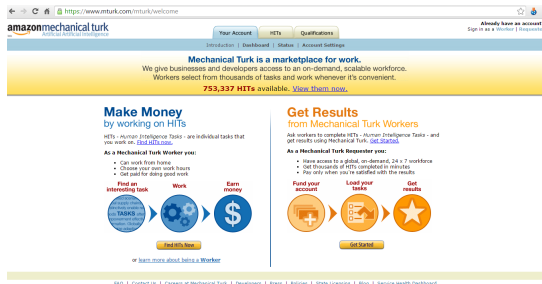 https://www.mturk.com/mturk/welcome
amazonmechanical turk
Artificial Artificial Intelligence
Your Account
HITs
Qualifications
Already have an account
Sign in as a Worker | Requeste
Introduction | Dashboard | Status | Account Settings
Mechanical Turk is a marketplace for work.
We give businesses and developers access to an on-demand, scalable workforce.
Workers select from thousands of tasks and work whenever it's convenient.
753,337 HITs available. View them now.
Make Money
by working on HITs
HITs - Human Intelligence Tasks - are individual tasks that
you work on. Find HITs now.
As a Mechanical Turk Worker you:
• Can work from home
• Choose your own work hours
• Get paid for doing good work
Find an
interesting task
Work
Earn
money
TASKS
$
Find HITs Now
or learn more about being a Worker
Get Results
from Mechanical Turk Workers
Ask workers to complete HITs - Human Intelligence Tasks - and
get results using Mechanical Turk. Get Started.
As a Mechanical Turk Requester you:
• Have access to a global, on-demand, 24 x 7 workforce
• Get thousands of HITs completed in minutes
• Pay only when you're satisfied with the results
Fund your
account
Load your
tasks
Get
results
Get Started
FAQ | Contact Us | Careers at Mechanical Turk | Developers | Press | Policies | State Licensing | Blog | Service Health Dashboard